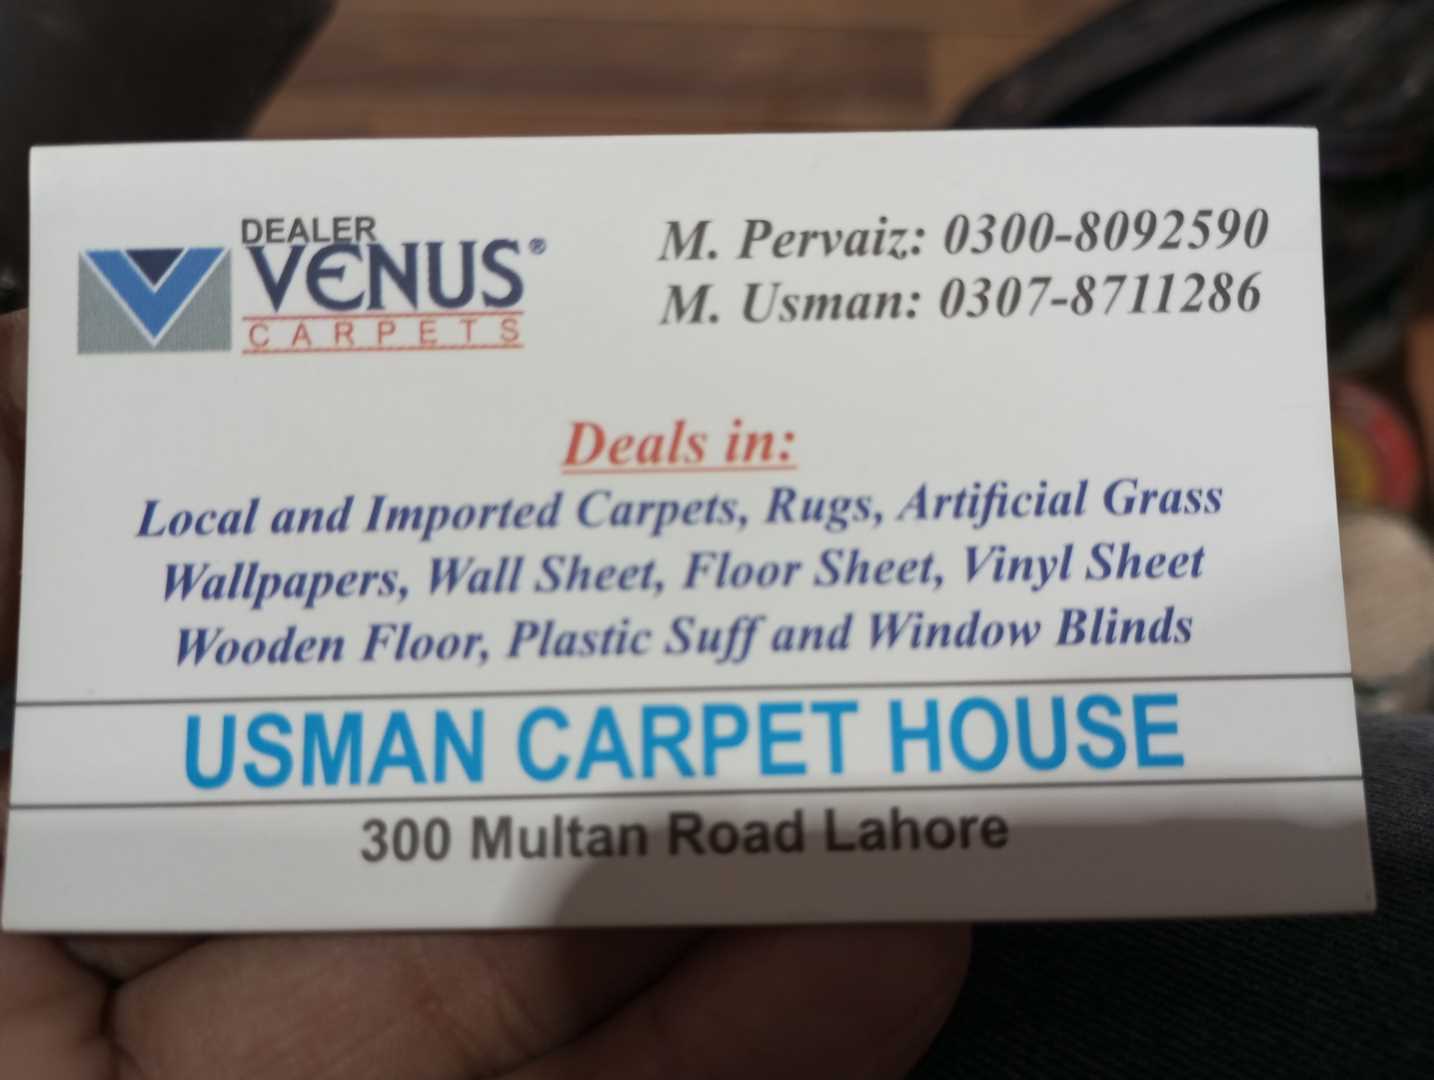 DEALER
VENUS®
CARPETS
M. Pervaiz: 0300-8092590
M. Usman: 0307-8711286
Deals in:
Local and Imported Carpets, Rugs, Artificial Grass
Wallpapers, Wall Sheet, Floor Sheet, Vinyl Sheet
Wooden Floor, Plastic Suff and Window Blinds
USMAN CARPET HOUSE
300 Multan Road Lahore